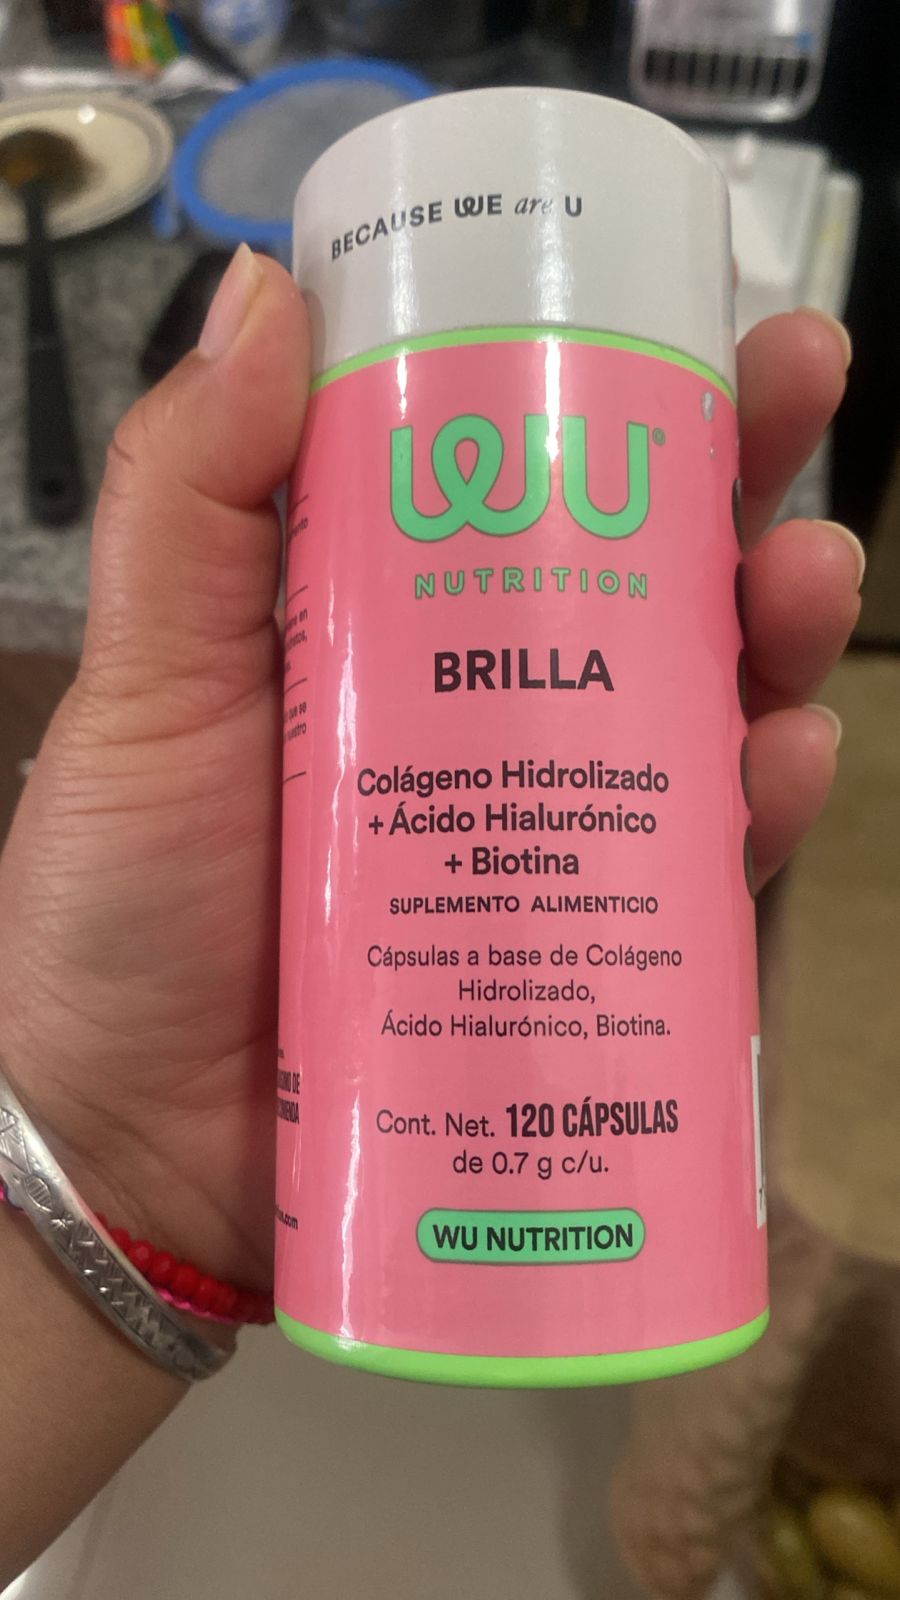 BECAUSE WE are U
WU®
NUTRITION
BRILLA
Colágeno Hidrolizado
+ Ácido Hialurónico
+ Biotina
SUPLEMENTO ALIMENTICIO
Cápsulas a base de Colágeno
Hidrolizado,
Ácido Hialurónico, Biotina.
Cont. Net. 120 CÁPSULAS
de 0.7 g c/u.
WU NUTRITION